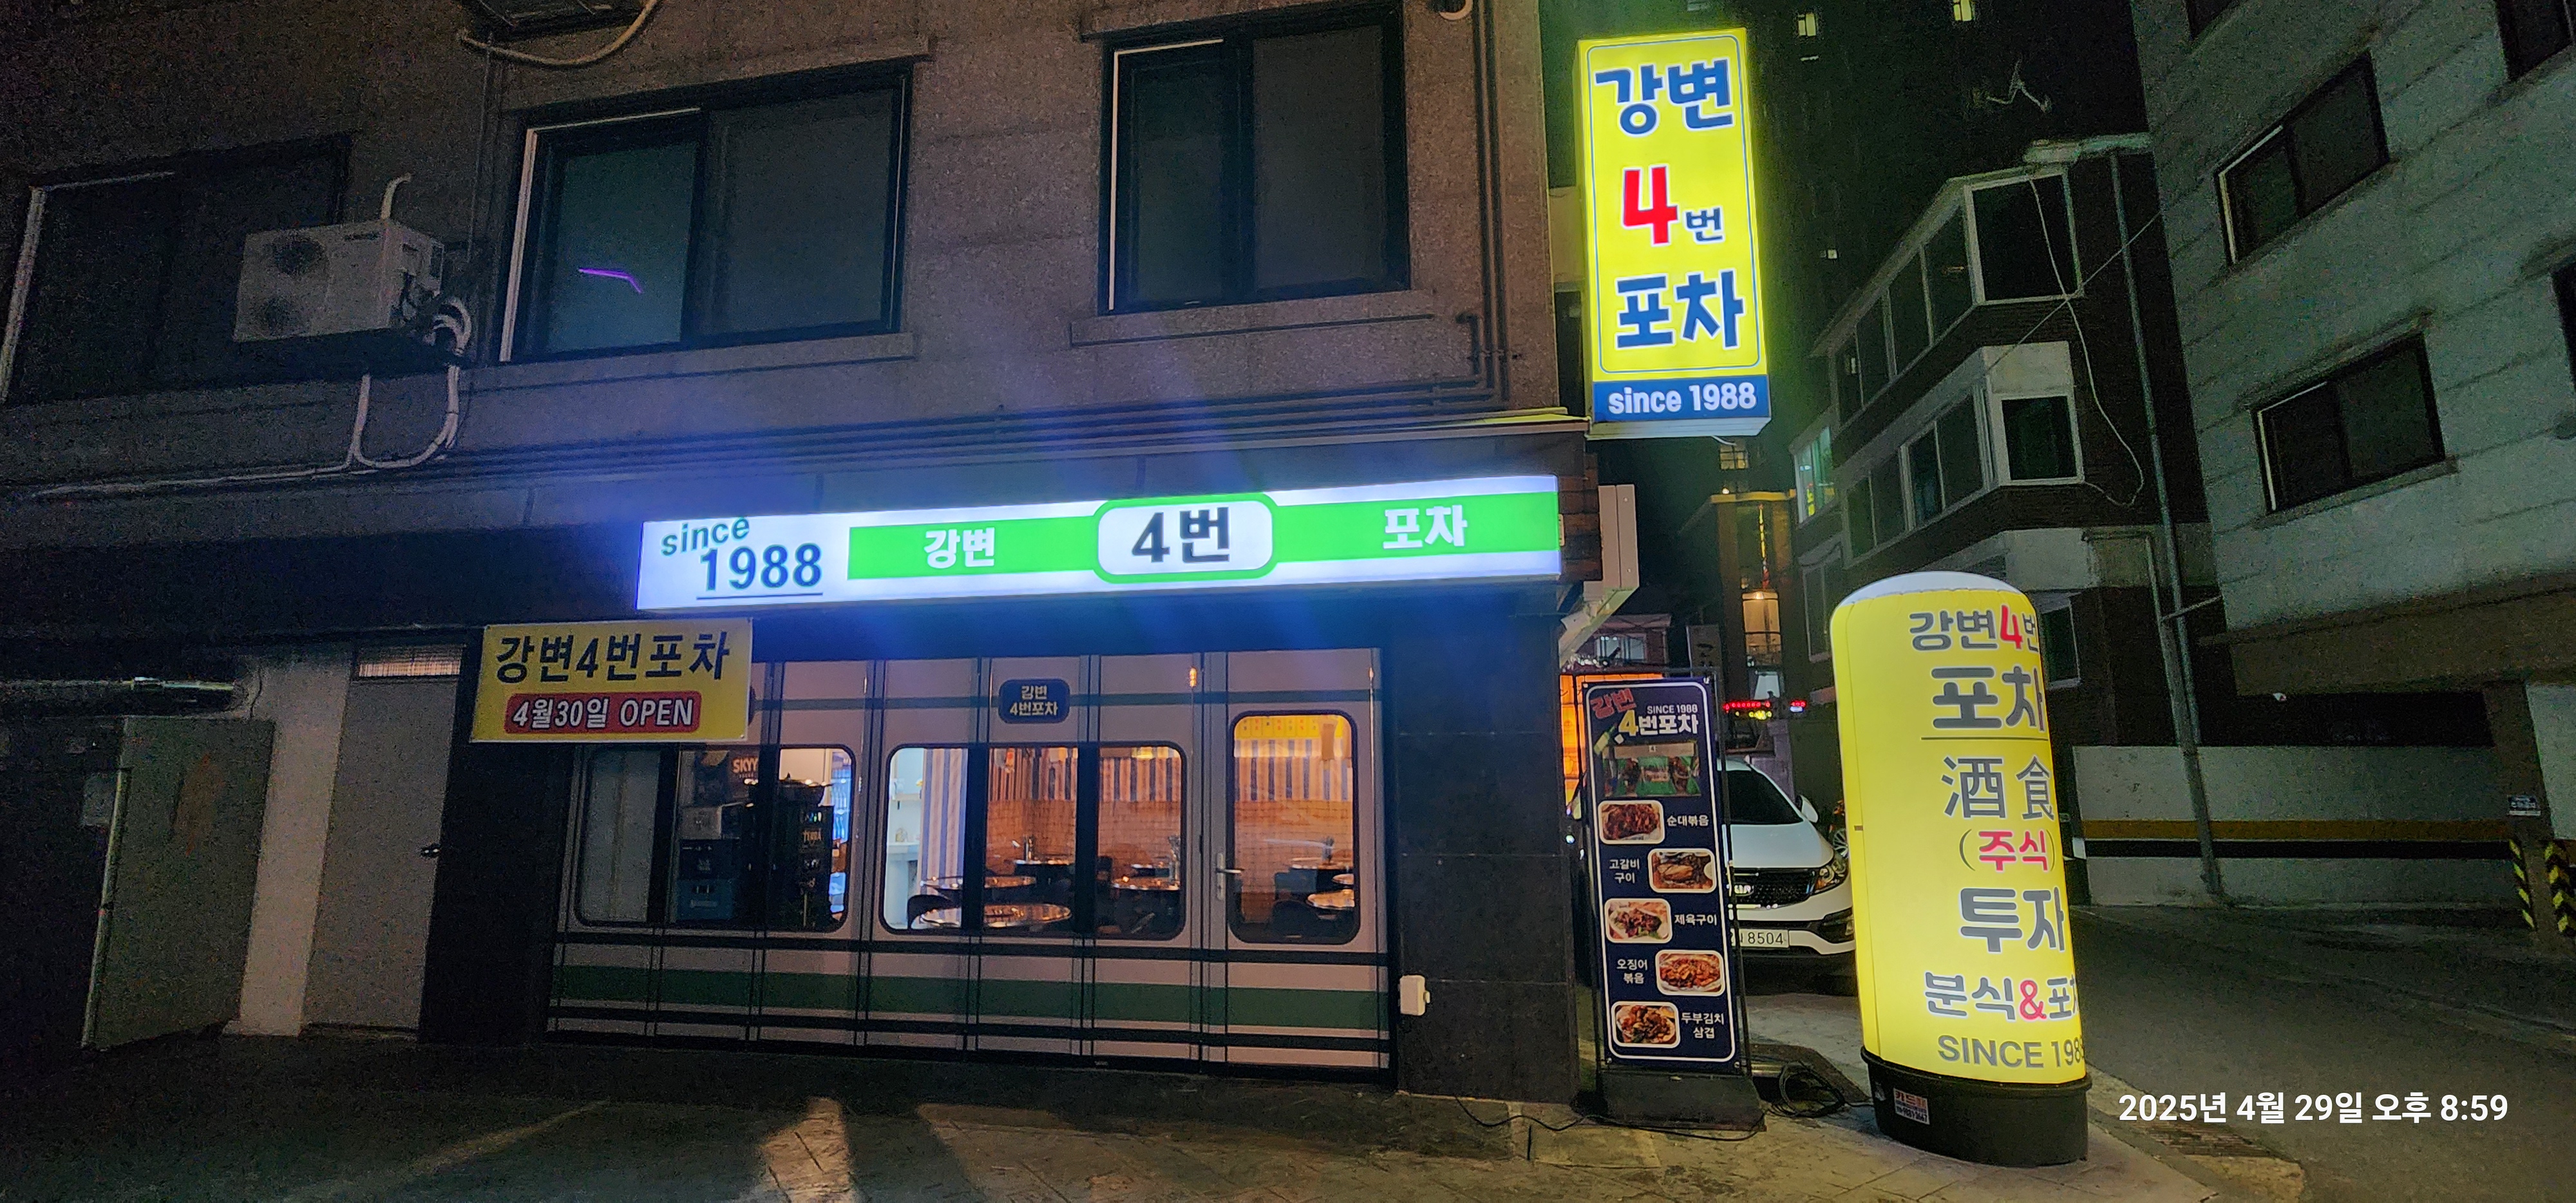 강변
4번
포차
since 1988
since
1988
강변
4번
포차
강변4번포차
4월30일 OPEN
강변
4번포차
SKYY
강변
SINCE 1988
4번포차
순대볶음
고갈비
구이
제육구이
오징어
볶음
두부김치
삼겹
8504
강변4번
포차
酒食
(주식)
투자
분식&포차
SINCE 198
2025년 4월 29일 오후 8:59